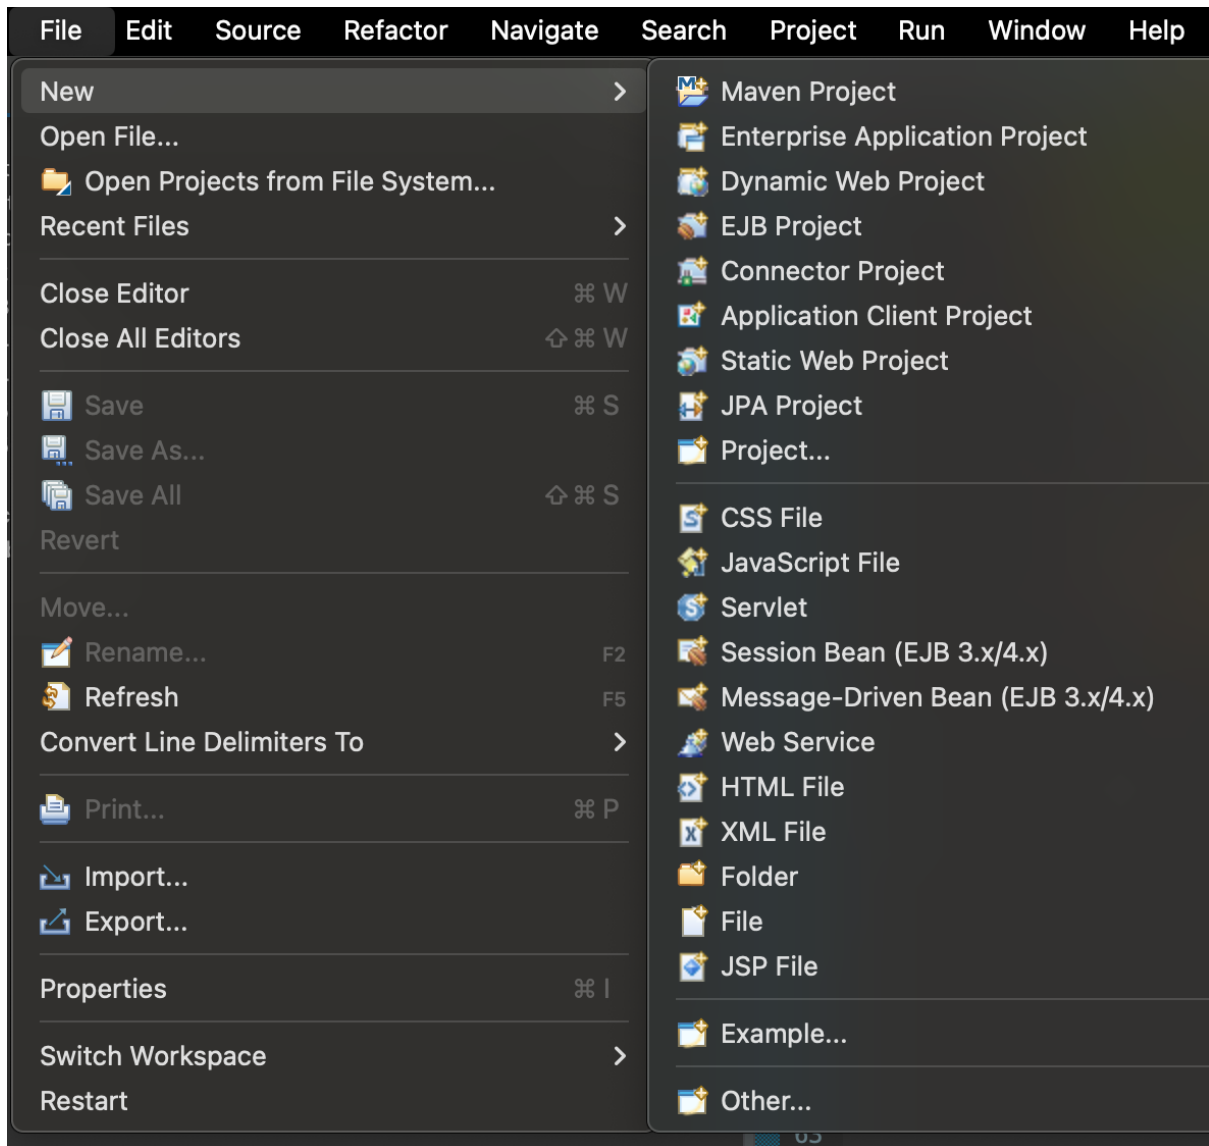 File Edit Source Refactor Navigate Search Project Run Window Help
New
Open File...
Open Projects from File System...
Recent Files
Close Editor ⌘ W
Close All Editors ⇧ ⌘ W
Save ⌘ S
Save As...
Save All ⇧ ⌘ S
Revert
Move...
Rename... F2
Refresh F5
Convert Line Delimiters To
Print... ⌘ P
Import...
Export...
Properties ⌘ I
Switch Workspace
Restart
Maven Project
Enterprise Application Project
Dynamic Web Project
EJB Project
Connector Project
Application Client Project
Static Web Project
JPA Project
Project...
CSS File
JavaScript File
Servlet
Session Bean (EJB 3.x/4.x)
Message-Driven Bean (EJB 3.x/4.x)
Web Service
HTML File
XML File
Folder
File
JSP File
Example...
Other...